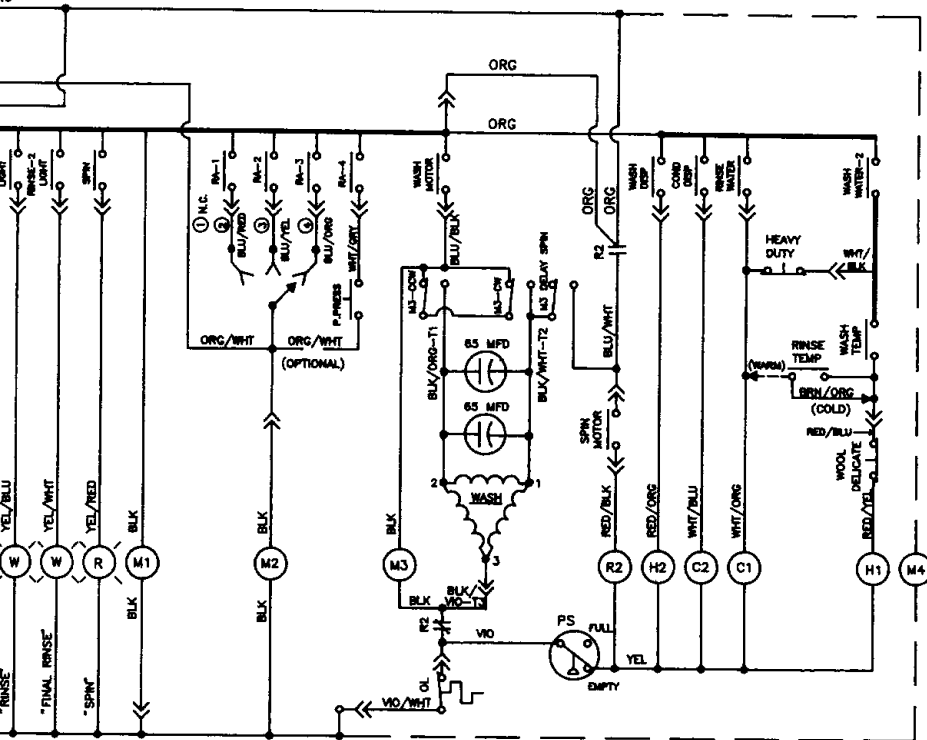 ORG
ORG
LIGHT
RINSE-2
LIGHT
SPIN
RA-1
RA-2
RA-3
RA-4
WASH
MOTOR
WASH
DISP
COND
DISP
RINSE
WATER
WASH
WATER-2
1 N.C.
2
BLU/RED
3
BLU/YEL
4
BLU/ORG
WHT/GRY
BLU/BLK
ORG
ORG
R2
HEAVY
DUTY
WHT/
BLK
P.PRESS
M3-CCW
M3-CW
M3 DELAY SPIN
BLU/WHT
ORG/WHT
ORG/WHT
(OPTIONAL)
BLK/ORG-T1
65 MFD
BLK/WHT-T2
65 MFD
WASH
TEMP
RINSE
TEMP
(WARM)
BRN/ORG
(COLD)
RED/BLU
SPIN
MOTOR
WOOL
DELICATE
2
WASH
1
3
YEL/BLU
YEL/WHT
YEL/RED
BLK
BLK
BLK
RED/BLK
RED/ORG
WHT/BLU
WHT/ORG
RED/YEL
W
W
R
M1
M2
M3
R2
H2
C2
C1
H1
M4
BLK
BLK
BLK
BLK/
VIO-T3
R2
VIO
PS
FULL
YEL
EMPTY
OL
VIO/WHT
"RINSE"
"FINAL RINSE"
"SPIN"